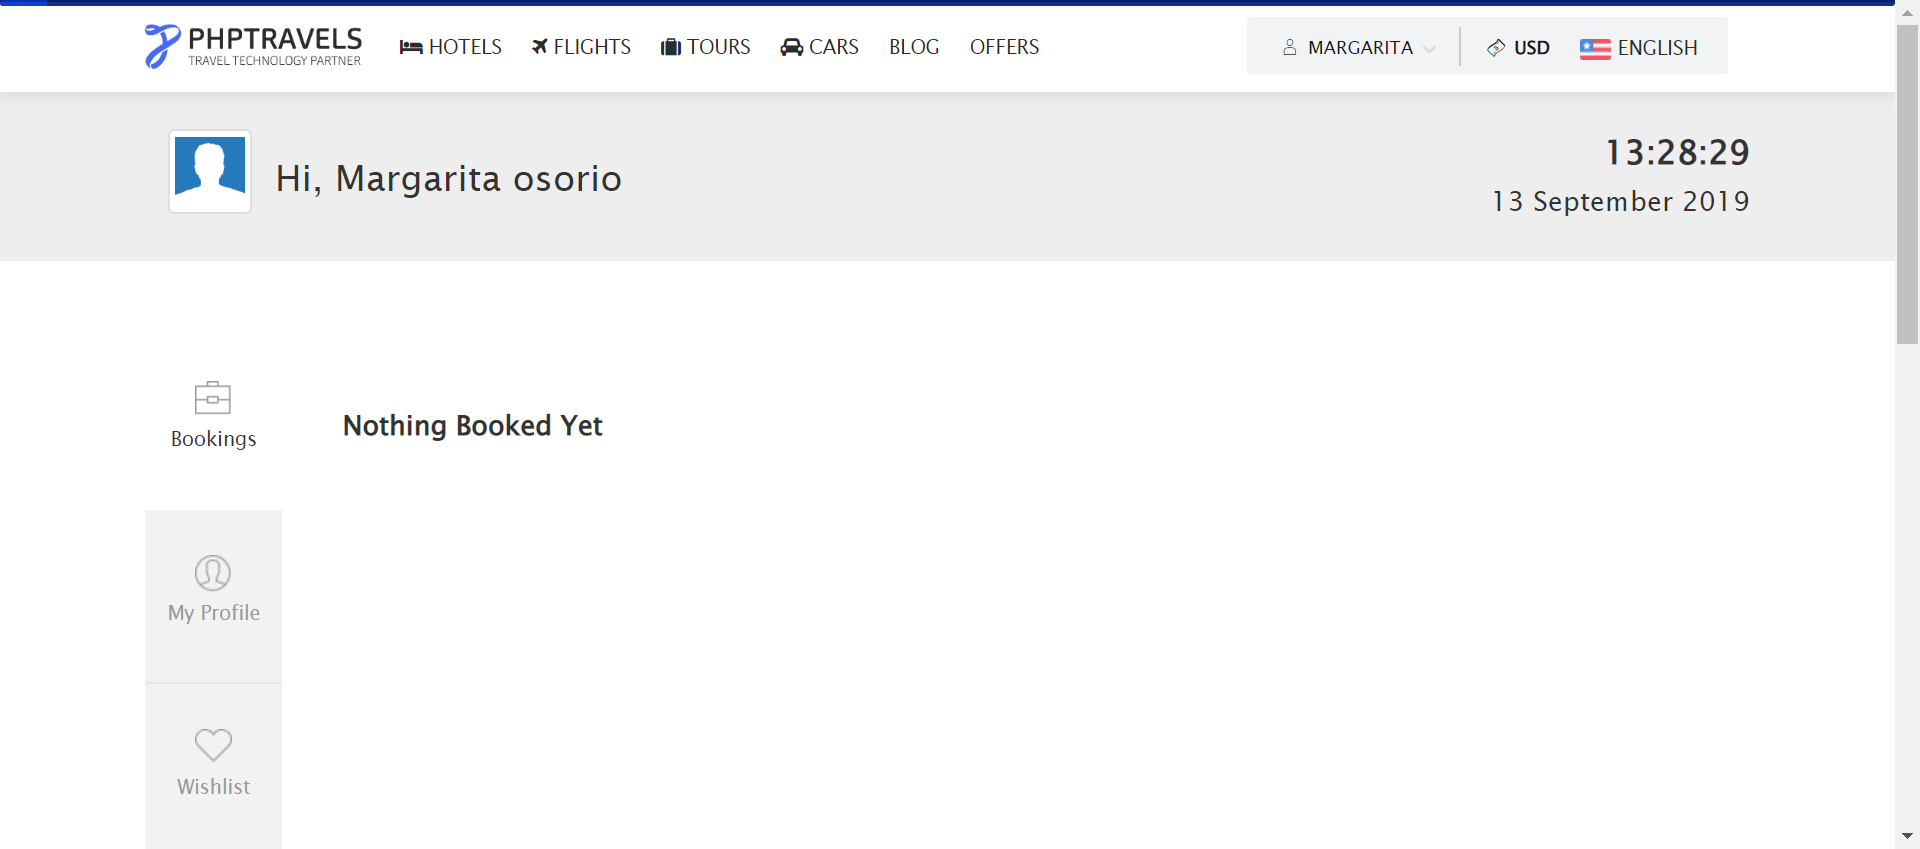 PHPTRAVELS
TRAVEL TECHNOLOGY PARTNER
HOTELS FLIGHTS TOURS CARS BLOG OFFERS
MARGARITA USD ENGLISH
Hi, Margarita osorio
13:28:29
13 September 2019
Bookings
Nothing Booked Yet
My Profile
Wishlist